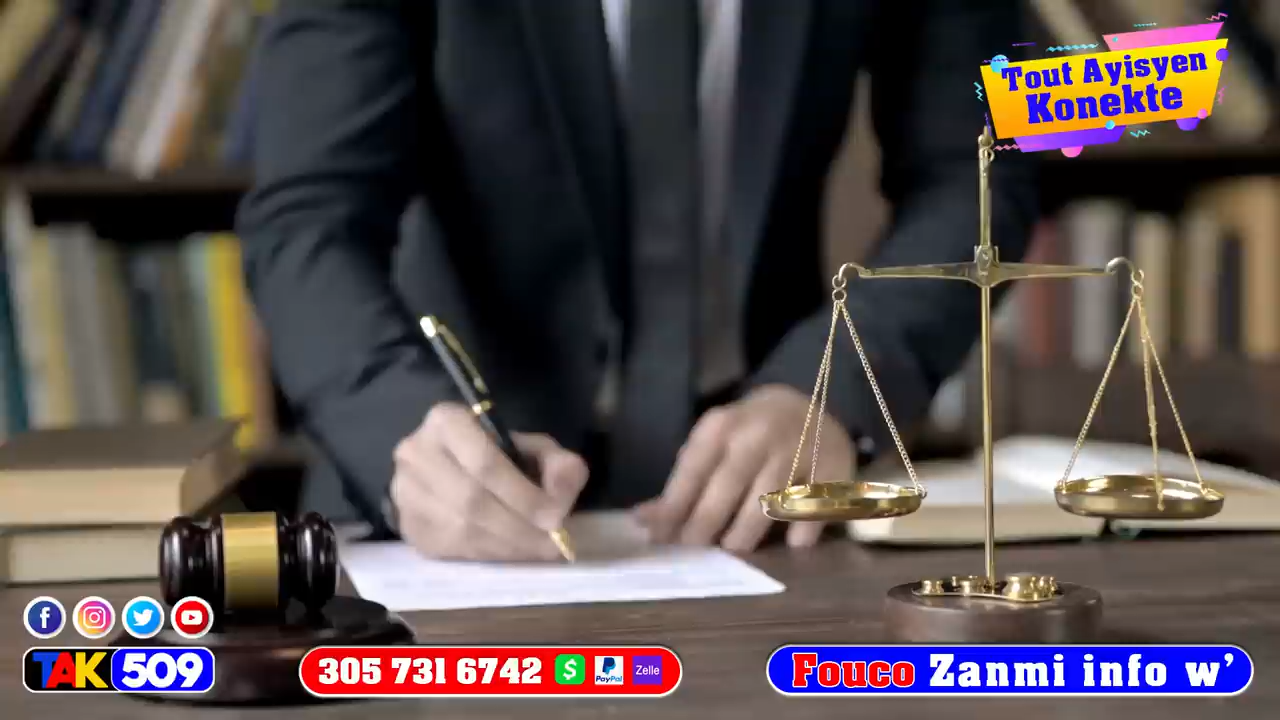 Tout Ayisyen
Konekte
TAK 509
305 731 6742 $ PayPal Zelle
Fouco Zanmi info w'